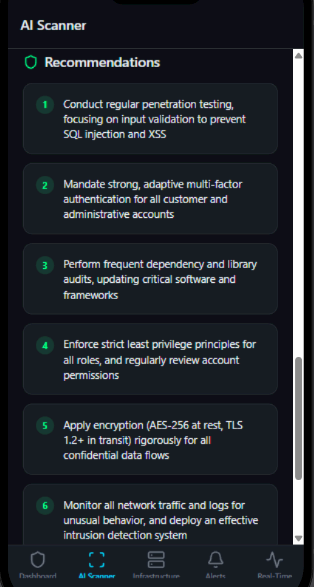 AI Scanner
Recommendations
1
Conduct regular penetration testing,
focusing on input validation to prevent
SQL injection and XSS
2
Mandate strong, adaptive multi-factor
authentication for all customer and
administrative accounts
3
Perform frequent dependency and library
audits, updating critical software and
frameworks
4
Enforce strict least privilege principles for
all roles, and regularly review account
permissions
5
Apply encryption (AES-256 at rest, TLS
1.2+ in transit) rigorously for all
confidential data flows
6
Monitor all network traffic and logs for
unusual behavior, and deploy an effective
intrusion detection system
Dashboard AI Scanner Infrastructure Alerts Real-Time